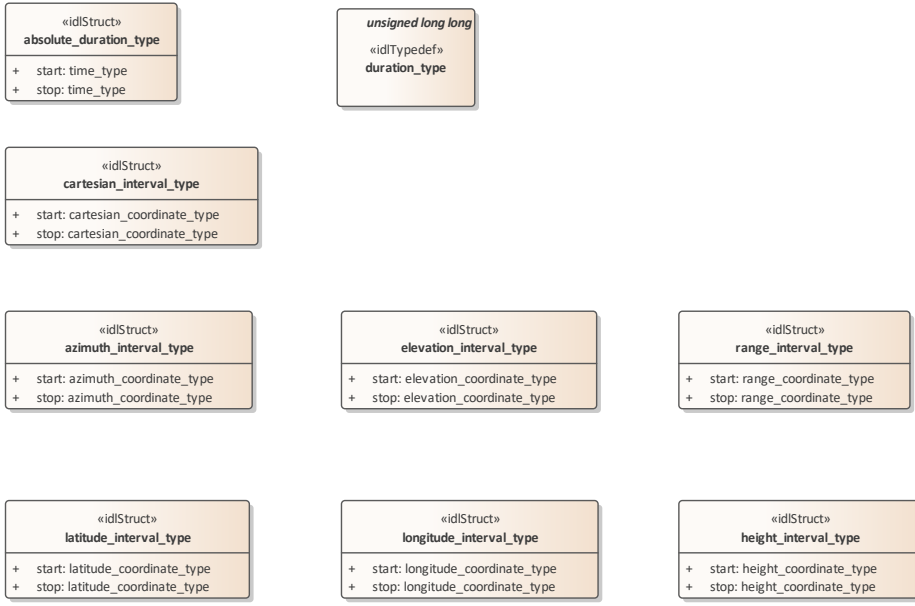 «idlStruct»
absolute_duration_type
+ start: time_type
+ stop: time_type
unsigned long long
«idlTypedef»
duration_type
«idlStruct»
cartesian_interval_type
+ start: cartesian_coordinate_type
+ stop: cartesian_coordinate_type
«idlStruct»
azimuth_interval_type
+ start: azimuth_coordinate_type
+ stop: azimuth_coordinate_type
«idlStruct»
elevation_interval_type
+ start: elevation_coordinate_type
+ stop: elevation_coordinate_type
«idlStruct»
range_interval_type
+ start: range_coordinate_type
+ stop: range_coordinate_type
«idlStruct»
latitude_interval_type
+ start: latitude_coordinate_type
+ stop: latitude_coordinate_type
«idlStruct»
longitude_interval_type
+ start: longitude_coordinate_type
+ stop: longitude_coordinate_type
«idlStruct»
height_interval_type
+ start: height_coordinate_type
+ stop: height_coordinate_type